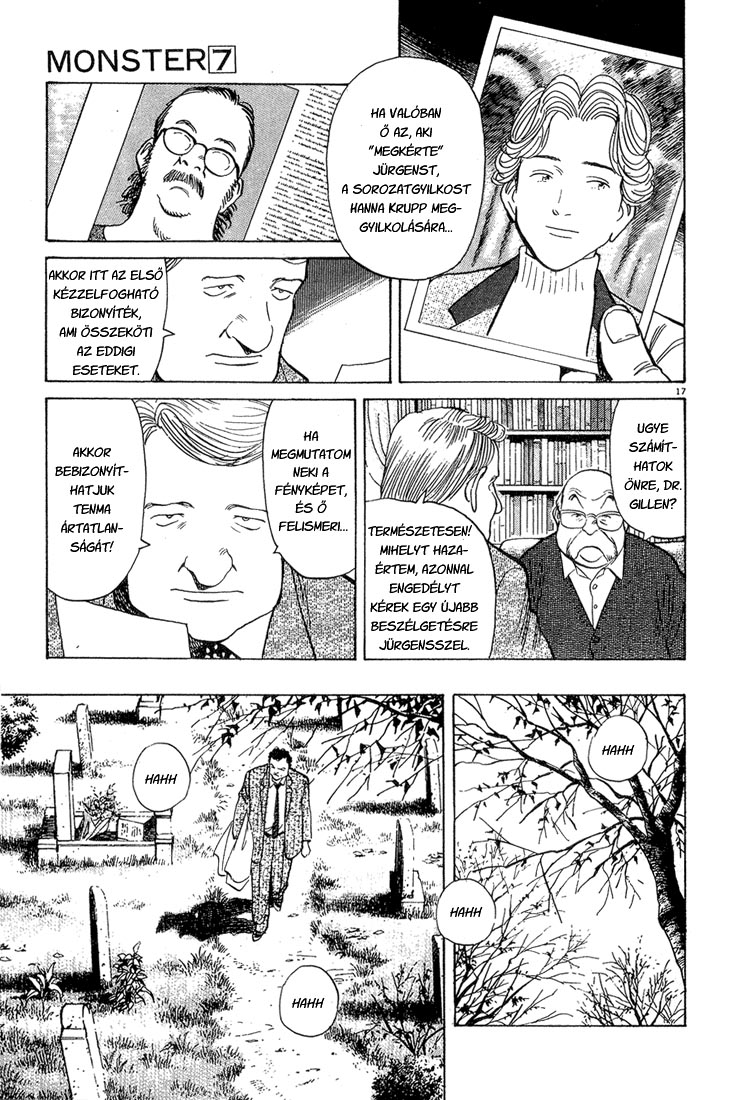 MONSTER 7
HA VALÓBAN
Ő AZ, AKI
"MEGKÉRTE"
JÜRGENST,
A SOROZATGYILKOST
HANNA KRUPP MEG-
GYILKOLÁSÁRA...
AKKOR ITT AZ ELSŐ
KÉZZELFOGHATÓ
BIZONYÍTÉK,
AMI ÖSSZEKÖTI
AZ EDDIGI
ESETEKET.
17
UGYE
SZÁMÍT-
HATOK
ÖNRE, DR.
GILLEN?
TERMÉSZETESEN!
MIHELYT HAZA-
ÉRTEM, AZONNAL
ENGEDÉLYT
KÉREK EGY ÚJABB
BESZÉLGETÉSRE
JÜRGENSSZEL.
HA
MEGMUTATOM
NEKI A
FÉNYKÉPET,
ÉS Ő
FELISMERI...
AKKOR
BEBIZONYÍT-
HATJUK
TENMA
ÁRTATLAN-
SÁGÁT!
HAHH
HAHH
HAHH
HAHH